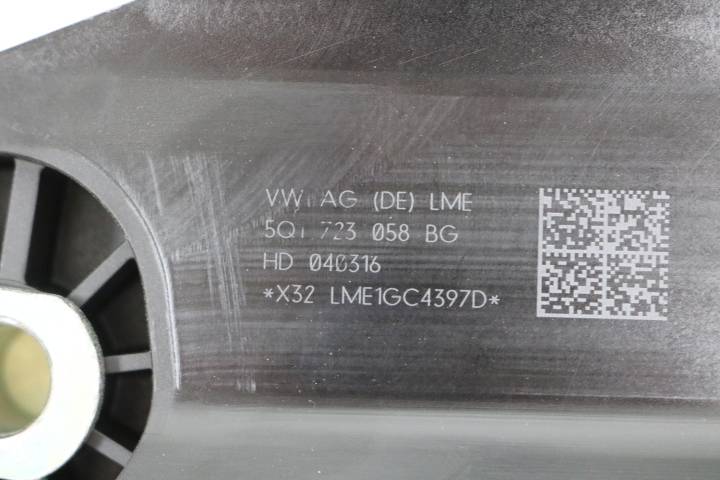 VW AG (DE) LME
5Q1 723 058 BG
HD 040316
*X32 LME1GC4397D*